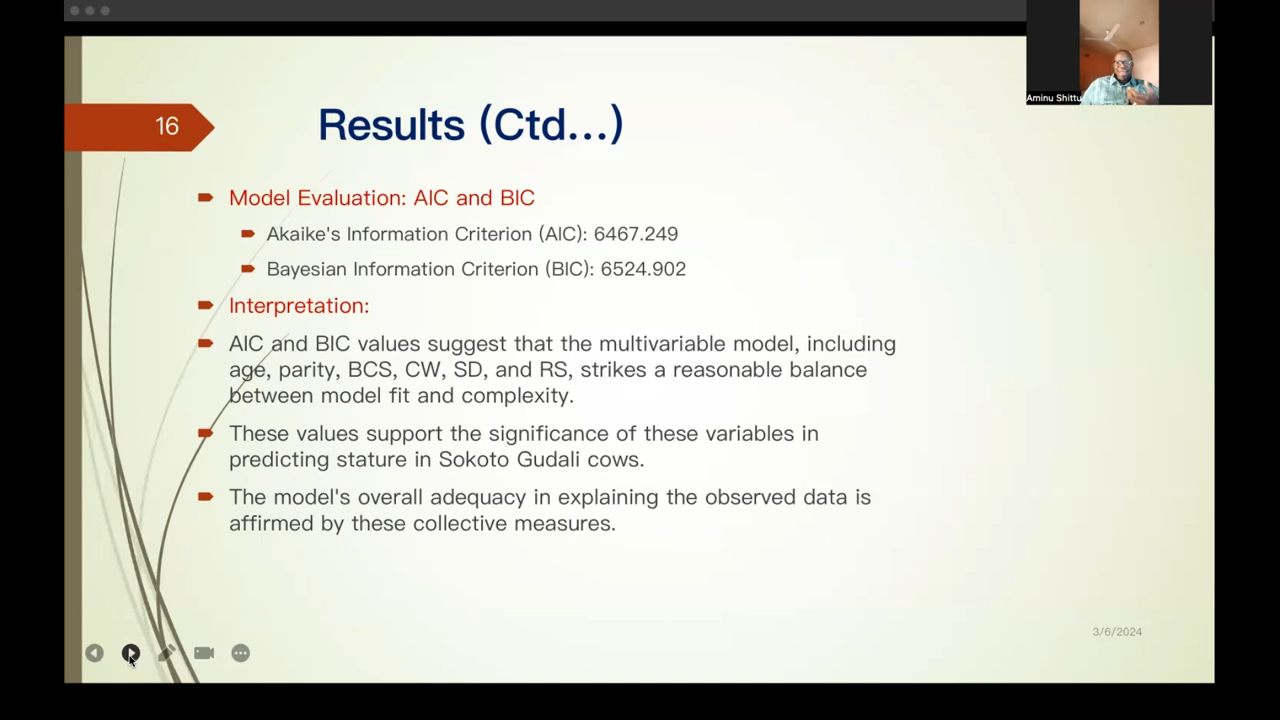 Aminu Shittu
16
Results (Ctd...)
Model Evaluation: AIC and BIC
Akaike's Information Criterion (AIC): 6467.249
Bayesian Information Criterion (BIC): 6524.902
Interpretation:
AIC and BIC values suggest that the multivariable model, including
age, parity, BCS, CW, SD, and RS, strikes a reasonable balance
between model fit and complexity.
These values support the significance of these variables in
predicting stature in Sokoto Gudali cows.
The model's overall adequacy in explaining the observed data is
affirmed by these collective measures.
3/6/2024